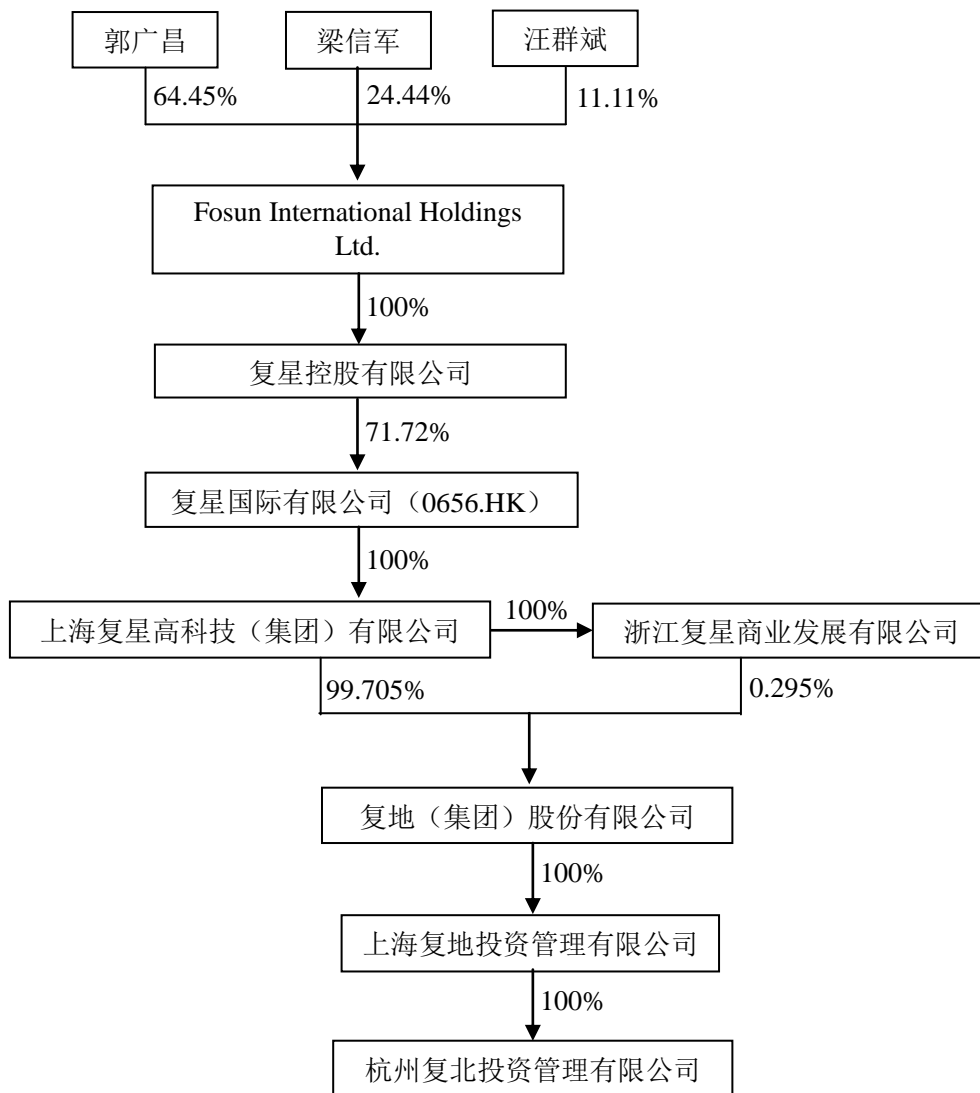 郭广昌
梁信军
汪群斌
64.45%
24.44%
11.11%
Fosun International Holdings
Ltd.
100%
复星控股有限公司
71.72%
复星国际有限公司（0656.HK）
100%
上海复星高科技（集团）有限公司
100%
浙江复星商业发展有限公司
99.705%
0.295%
复地（集团）股份有限公司
100%
上海复地投资管理有限公司
100%
杭州复北投资管理有限公司